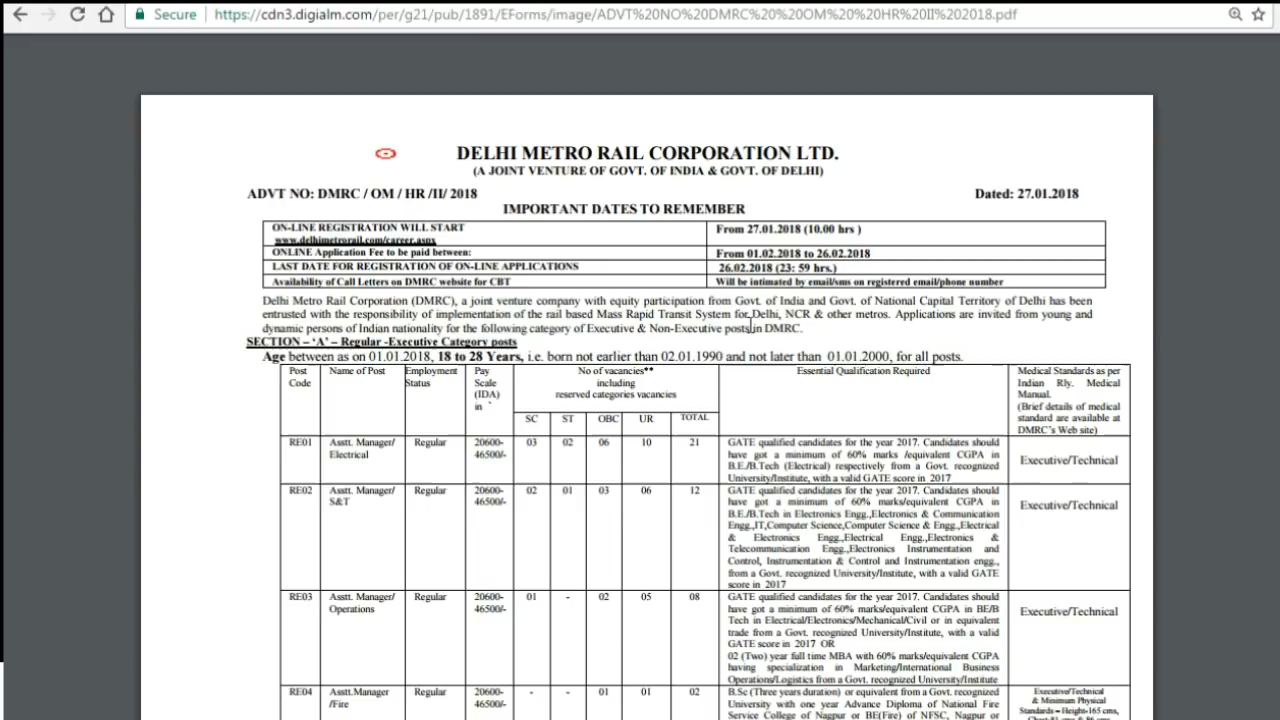 Secure https://cdn3.digialm.com/per/g21/pub/1891/EForms/image/ADVT%20NO%20DMRC%20%20OM%20%20HR%20II%202018.pdf
DELHI METRO RAIL CORPORATION LTD.
(A JOINT VENTURE OF GOVT. OF INDIA & GOVT. OF DELHI)
ADVT NO: DMRC / OM / HR /II/ 2018 Dated: 27.01.2018
IMPORTANT DATES TO REMEMBER
ON-LINE REGISTRATION WILL START From 27.01.2018 (10.00 hrs )
www.delhimetrorail.com/career.aspx
ONLINE Application Fee to be paid between: From 01.02.2018 to 26.02.2018
LAST DATE FOR REGISTRATION OF ON-LINE APPLICATIONS 26.02.2018 (23: 59 hrs.)
Availability of Call Letters on DMRC website for CBT Will be intimated by email/sms on registered email/phone number
Delhi Metro Rail Corporation (DMRC), a joint venture company with equity participation from Govt. of India and Govt. of National Capital Territory of Delhi has been
entrusted with the responsibility of implementation of the rail based Mass Rapid Transit System for Delhi, NCR & other metros. Applications are invited from young and
dynamic persons of Indian nationality for the following category of Executive & Non-Executive posts in DMRC.
SECTION – 'A' – Regular -Executive Category posts
Age between as on 01.01.2018, 18 to 28 Years, i.e. born not earlier than 02.01.1990 and not later than 01.01.2000, for all posts.
Post Name of Post Employment Pay No of vacancies** Essential Qualification Required Medical Standards as per
Code Status Scale including Indian Rly. Medical
(IDA) reserved categories vacancies Manual.
in ` (Brief details of medical
SC ST OBC UR TOTAL standard are available at
DMRC's Web site)
RE01 Asstt. Manager/ Regular 20600- 03 02 06 10 21 GATE qualified candidates for the year 2017. Candidates should
Electrical 46500/- have got a minimum of 60% marks /equivalent CGPA in Executive/Technical
B.E/B.Tech (Electrical) respectively from a Govt. recognized
University/Institute, with a valid GATE score in 2017
RE02 Asstt. Manager/ Regular 20600- 02 01 03 06 12 GATE qualified candidates for the year 2017. Candidates should
S&T 46500/- have got a minimum of 60% marks/equivalent CGPA in Executive/Technical
B.E./B.Tech in Electronics Engg.,Electronics & Communication
Engg.,IT,Computer Science,Computer Science & Engg.,Electrical
& Electronics Engg.,Electrical Engg.,Electronics &
Telecommunication Engg.,Electronics Instrumentation and
Control, Instrumentation & Control and Instrumentation engg.,
from a Govt. recognized University/Institute, with a valid GATE
score in 2017
RE03 Asstt. Manager/ Regular 20600- 01 - 02 05 08 GATE qualified candidates for the year 2017. Candidates should
Operations 46500/- have got a minimum of 60% marks/equivalent CGPA in BE/B Executive/Technical
Tech in Electrical/Electronics/Mechanical/Civil or in equivalent
trade from a Govt. recognized University/Institute, with a valid
GATE score in 2017 OR
02 (Two) year full time MBA with 60% marks/equivalent CGPA
having specialization in Marketing/International Business
Operations/Logistics from a Govt. recognized University/Institute
RE04 Asstt.Manager Regular 20600- - - 01 01 02 B.Sc (Three years duration) or equivalent from a Govt. recognized Executive/Technical
/Fire 46500/- University with one year Advance Diploma of National Fire & Minimum Physical
Service College of Nagpur or BE(Fire) of NFSC, Nagpur or Standards – Height-165 cms,